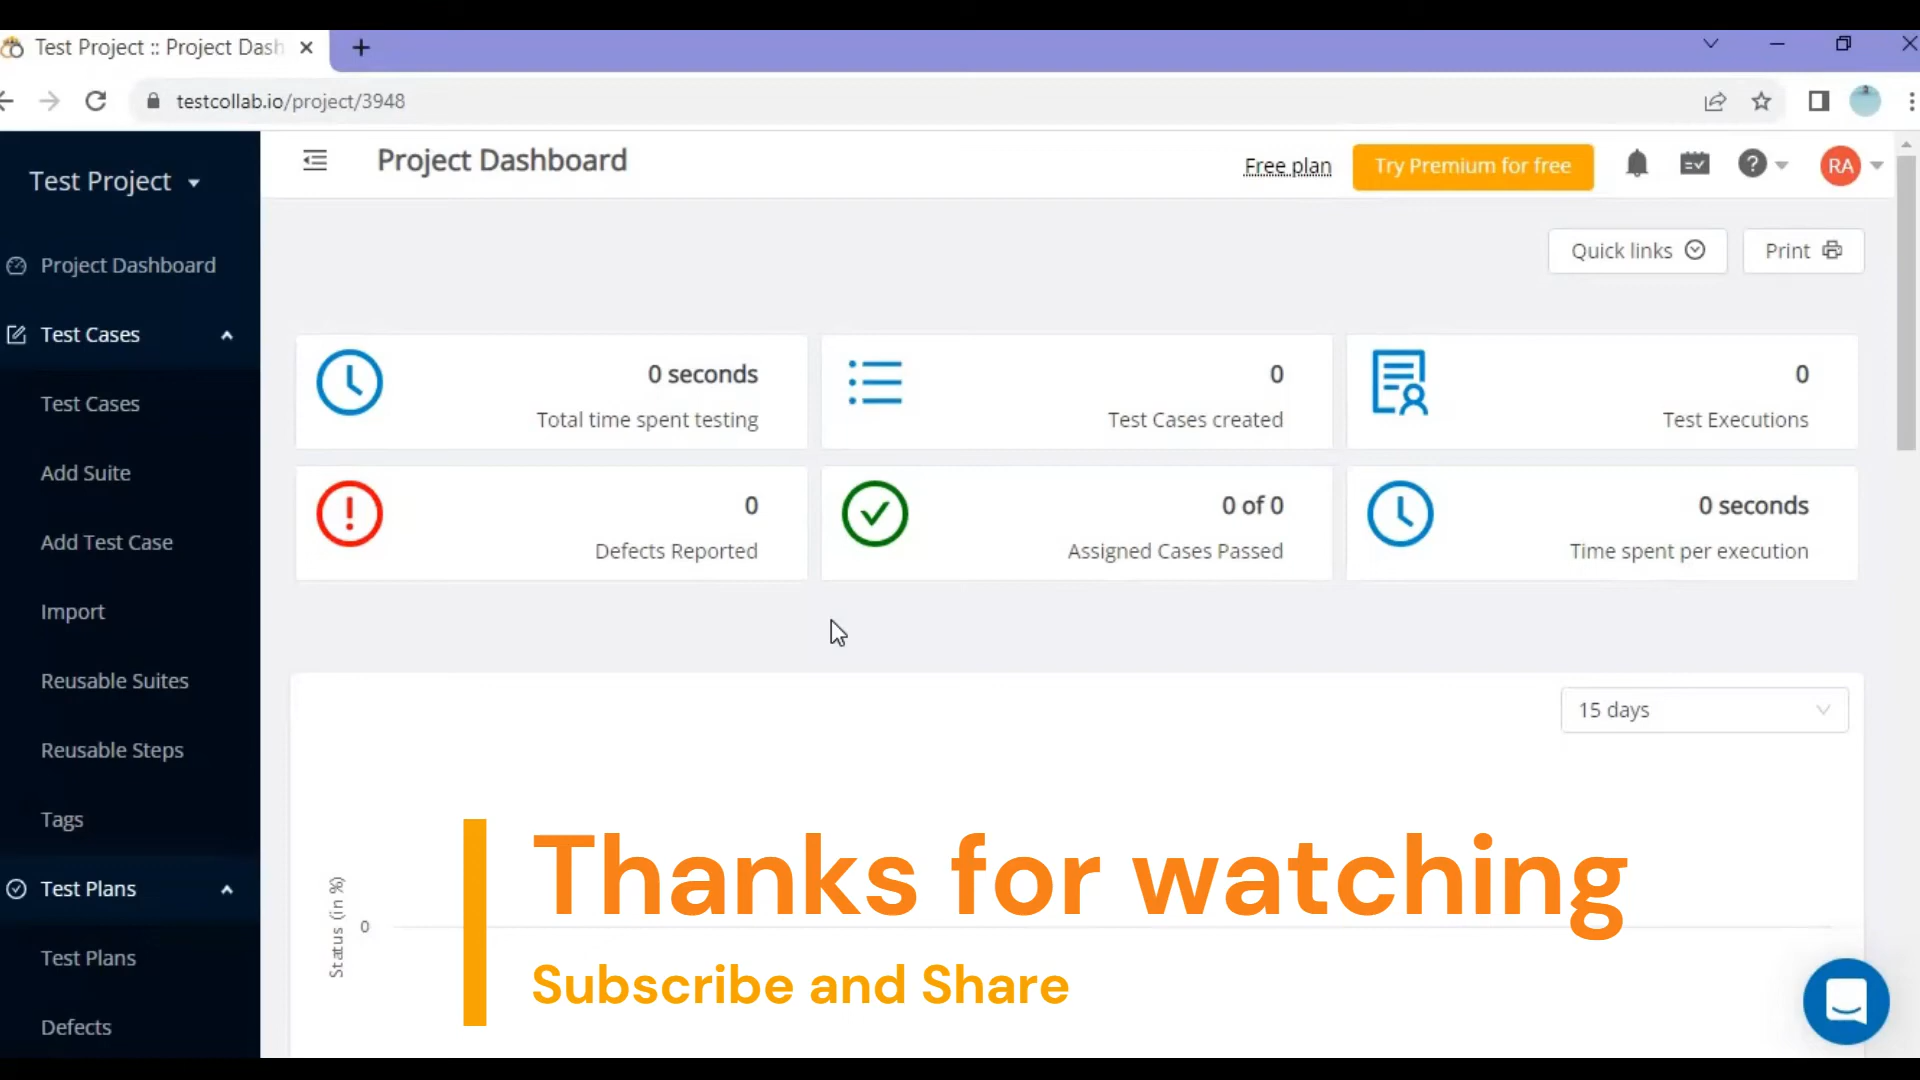 Test Project :: Project Dash
testcollab.io/project/3948
Test Project
Project Dashboard
Free plan
Try Premium for free
RA
Quick links
Print
Project Dashboard
Test Cases
Test Cases
Add Suite
Add Test Case
Import
Reusable Suites
Reusable Steps
Tags
Test Plans
Test Plans
Defects
0 seconds
Total time spent testing
0
Test Cases created
0
Test Executions
0
Defects Reported
0 of 0
Assigned Cases Passed
0 seconds
Time spent per execution
15 days
Status (in %)
0
Thanks for watching
Subscribe and Share